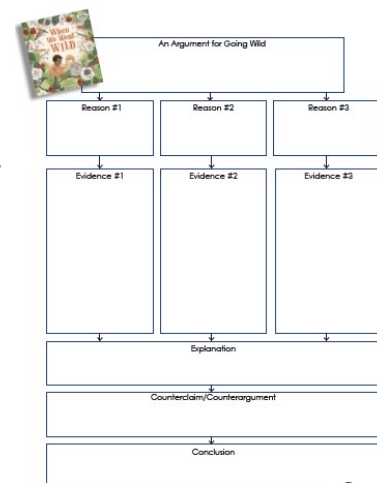 When
We Went
WILD
An Argument for Going Wild
Reason #1
Reason #2
Reason #3
Evidence #1
Evidence #2
Evidence #3
Explanation
Counterclaim/Counterargument
Conclusion